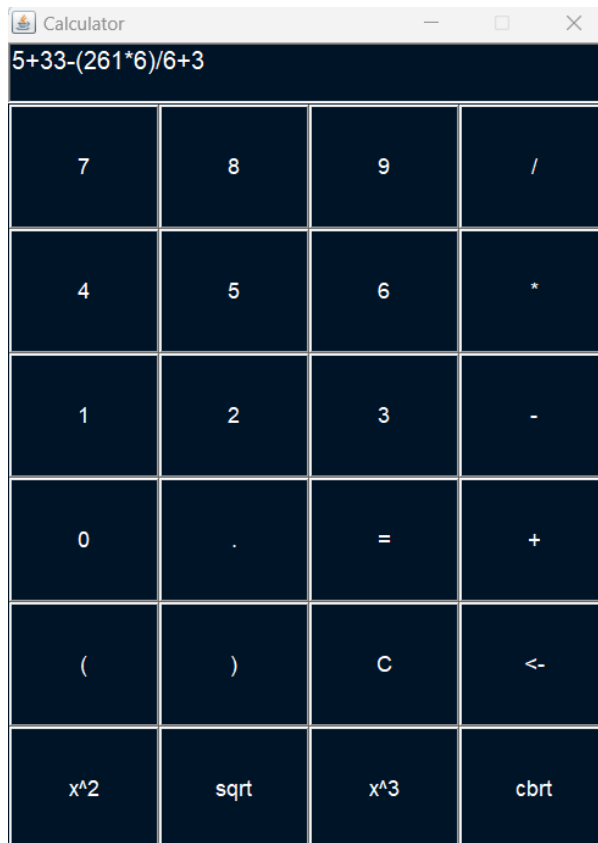 Calculator
5+33-(261*6)/6+3
7 8 9 /
4 5 6 *
1 2 3 -
0 . = +
( ) C <-
x^2 sqrt x^3 cbrt